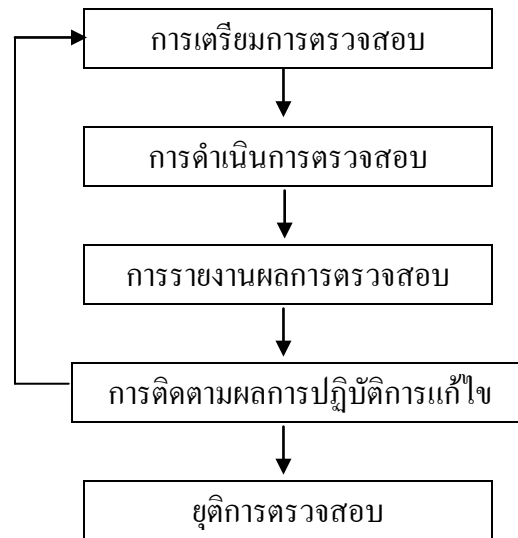 การเตรียมการตรวจสอบ
การดำเนินการตรวจสอบ
การรายงานผลการตรวจสอบ
การติดตามผลการปฏิบัติการแก้ไข
ยุติการตรวจสอบ